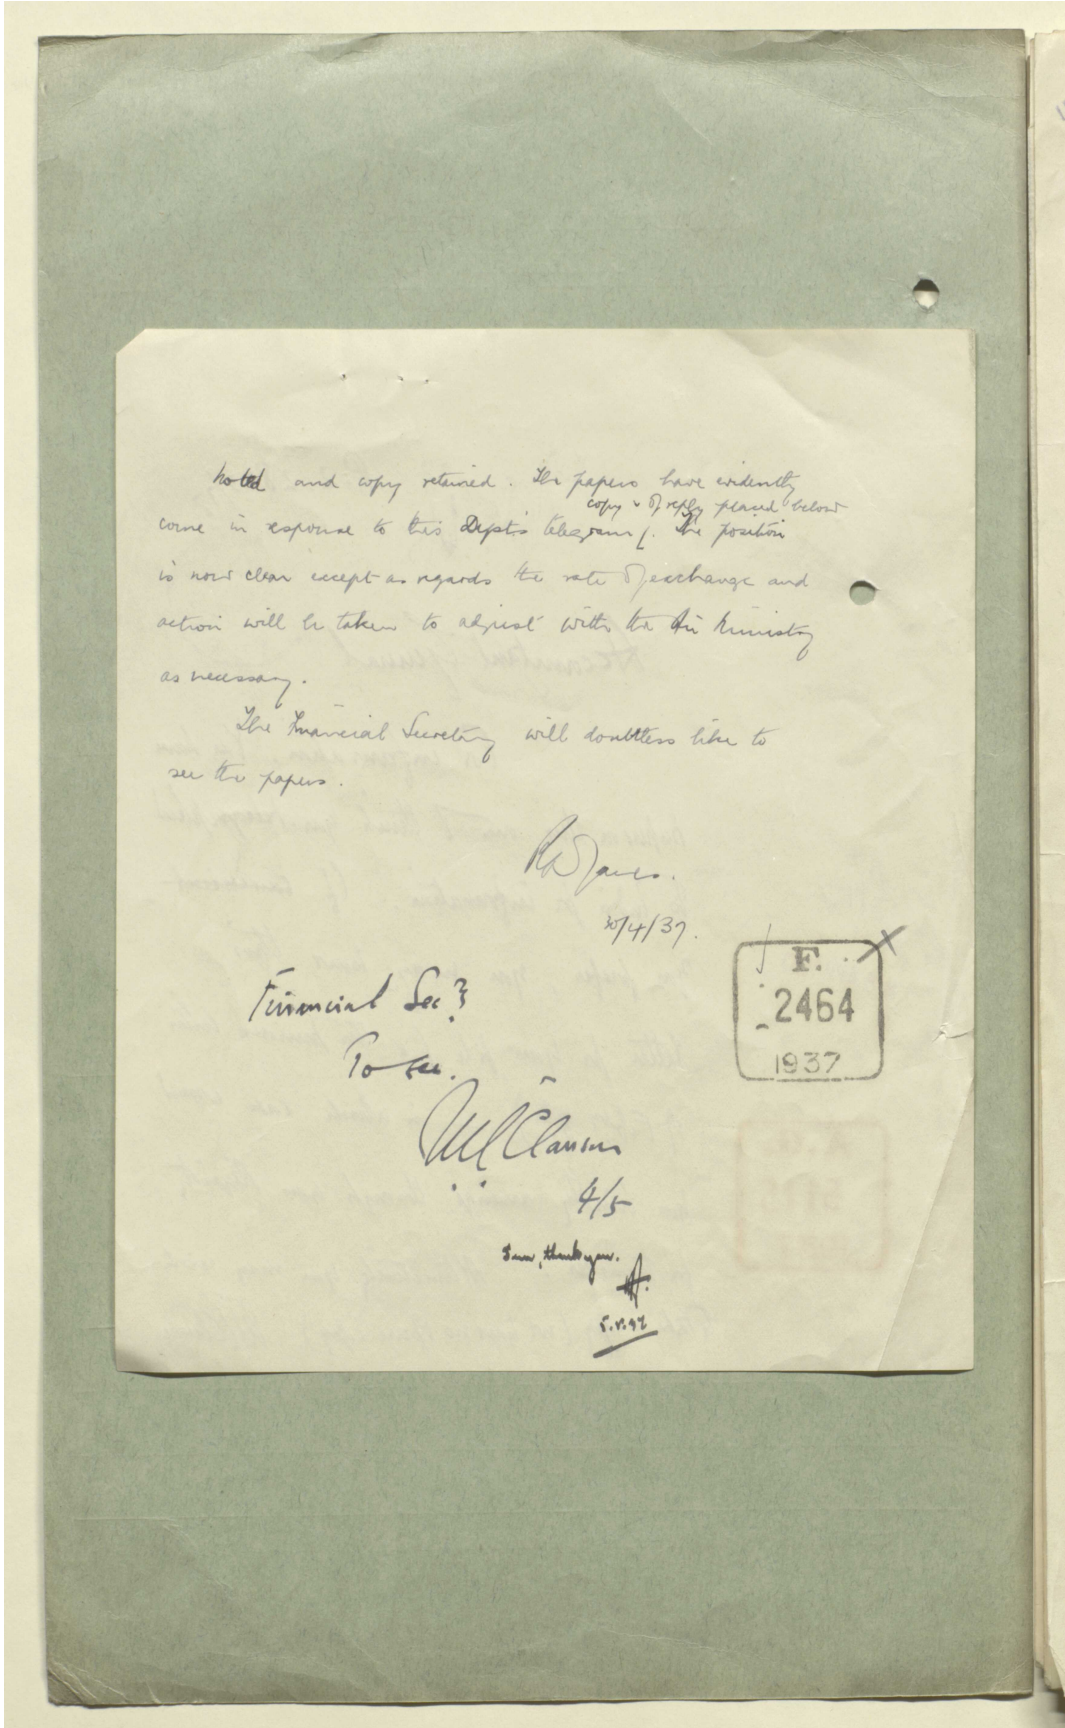 Noted and copy retained. The papers have evidently
come in response to this Dept's telegram /. The position
copy & of reply placed below
is now clear except as regards the rate of exchange and
action will be taken to adjust with the Air Ministry
as necessary.
The Financial Secretary will doubtless like to
see the papers.
30/4/37.
F.
2464
1937
Financial Sec?
To see.
MClauson
4/5
Seen, thank you.
5.5.37